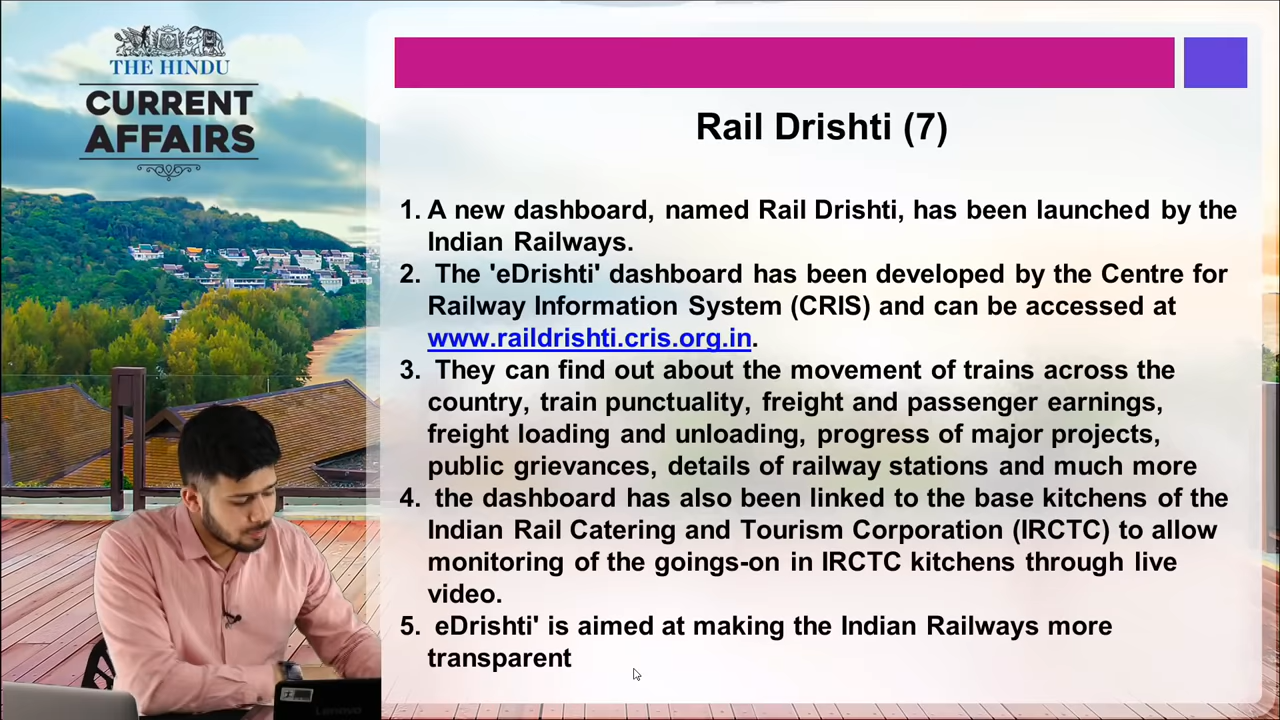 THE HINDU
CURRENT
AFFAIRS
Rail Drishti (7)
1. A new dashboard, named Rail Drishti, has been launched by the
Indian Railways.
2. The 'eDrishti' dashboard has been developed by the Centre for
Railway Information System (CRIS) and can be accessed at
www.raildrishti.cris.org.in.
3. They can find out about the movement of trains across the
country, train punctuality, freight and passenger earnings,
freight loading and unloading, progress of major projects,
public grievances, details of railway stations and much more
4. the dashboard has also been linked to the base kitchens of the
Indian Rail Catering and Tourism Corporation (IRCTC) to allow
monitoring of the goings-on in IRCTC kitchens through live
video.
5. eDrishti' is aimed at making the Indian Railways more
transparent
Lenovo